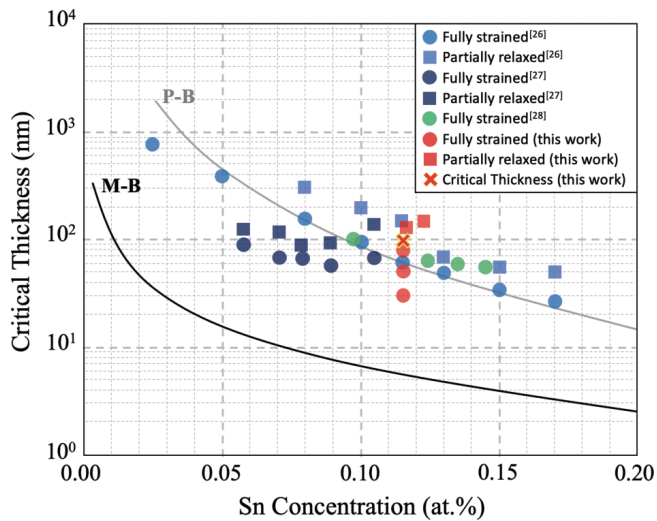 10⁴
10³
10²
10¹
10⁰
Critical Thickness (nm)
P-B
M-B
Fully strained[26]
Partially relaxed[26]
Fully strained[27]
Partially relaxed[27]
Fully strained[28]
Fully strained (this work)
Partially relaxed (this work)
Critical Thickness (this work)
0.00 0.05 0.10 0.15 0.20
Sn Concentration (at.%)